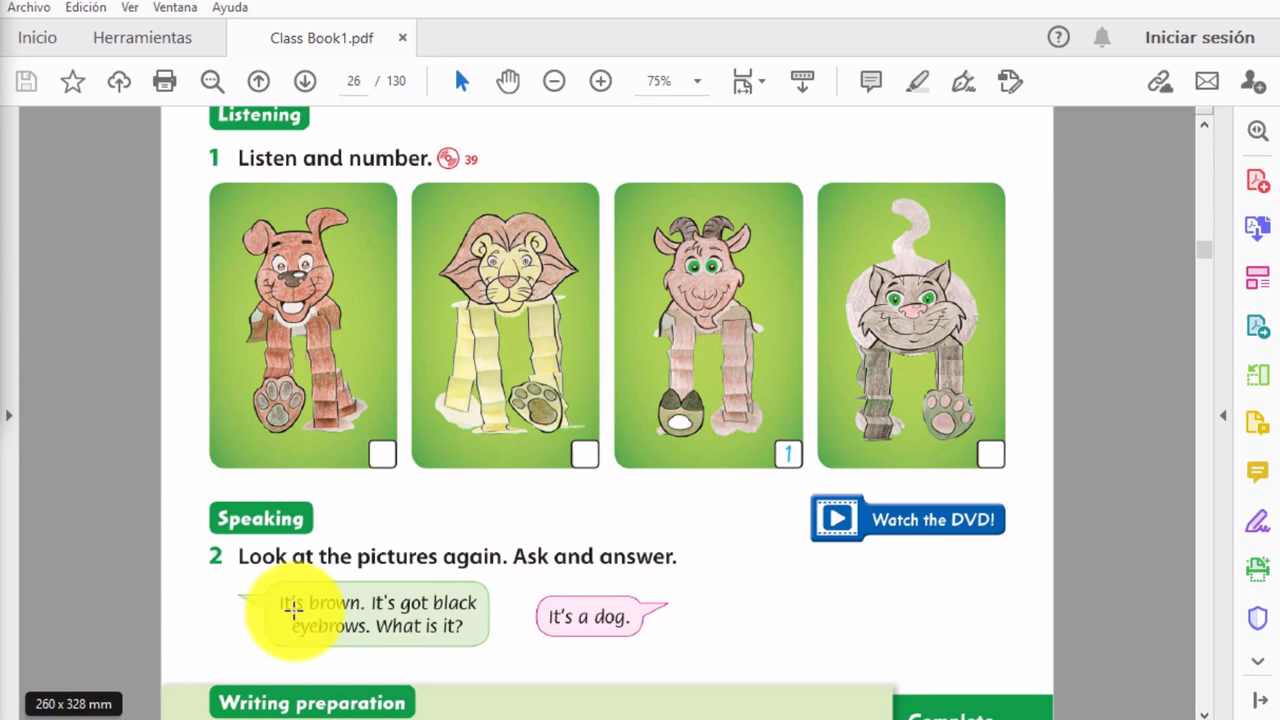 Archivo Edición Ver Ventana Ayuda
Inicio Herramientas Class Book1.pdf × Iniciar sesión
26 / 130 75%
Listening
1 Listen and number. 39
1
Speaking
Watch the DVD!
2 Look at the pictures again. Ask and answer.
It's brown. It's got black
eyebrows. What is it?
It's a dog.
Writing preparation
Complete
260 x 328 mm